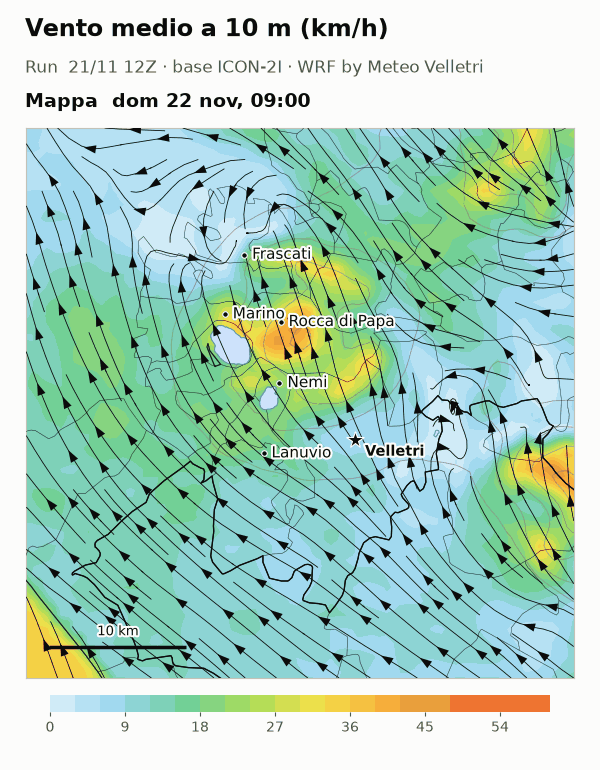 Vento medio a 10 m (km/h)
Run  21/11 12Z · base ICON-2I · WRF by Meteo Velletri
Mappa  dom 22 nov, 09:00
Frascati
Marino
Rocca di Papa
Nemi
Velletri
Lanuvio
10 km
0 9 18 27 36 45 54